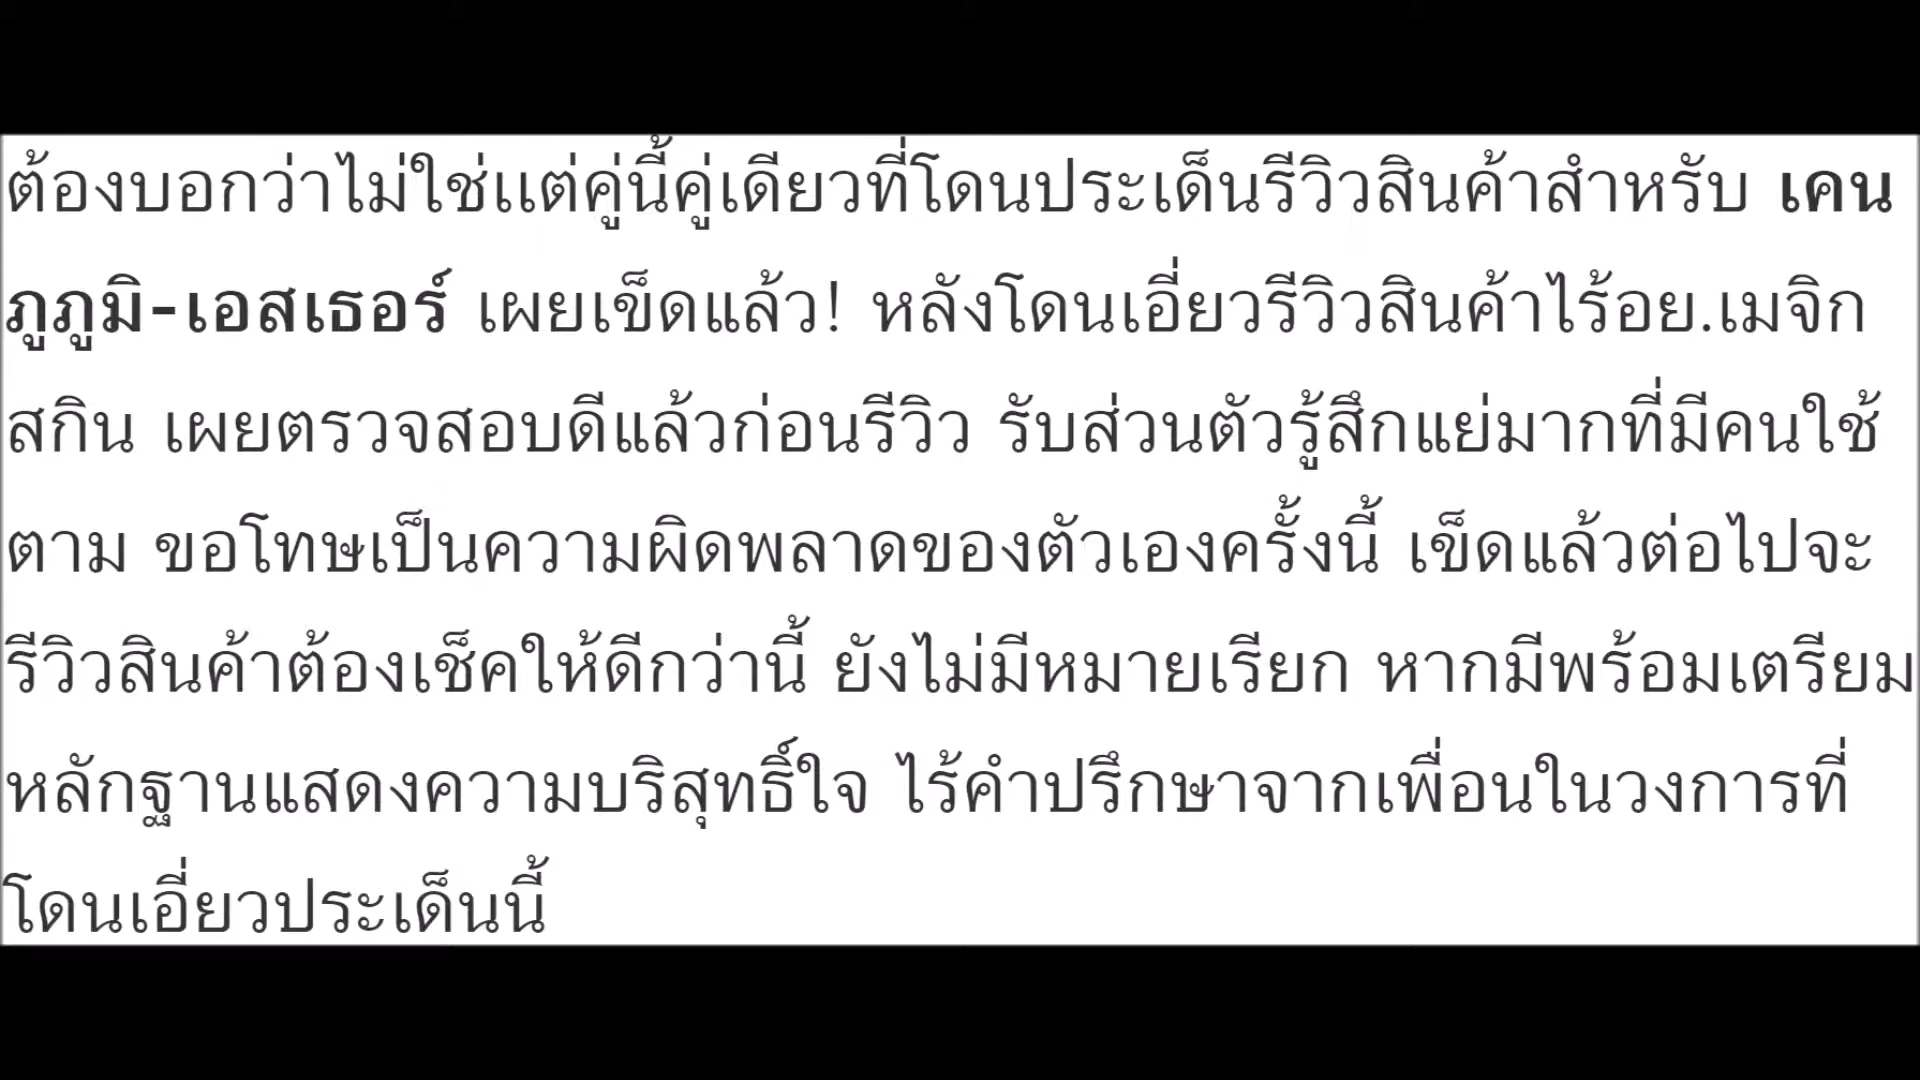 ต้องบอกว่าไม่ใช่แต่คู่นี้คู่เดียวที่โดนประเด็นรีวิวสินค้าสำหรับ เคน
ภูภูมิ-เอสเธอร์ เผยเข็ดแล้ว! หลังโดนเอี่ยวรีวิวสินค้าไร้อย.เมจิก
สกิน เผยตรวจสอบดีแล้วก่อนรีวิว รับส่วนตัวรู้สึกแย่มากที่มีคนใช้
ตาม ขอโทษเป็นความผิดพลาดของตัวเองครั้งนี้ เข็ดแล้วต่อไปจะ
รีวิวสินค้าต้องเช็คให้ดีกว่านี้ ยังไม่มีหมายเรียก หากมีพร้อมเตรียม
หลักฐานแสดงความบริสุทธิ์ใจ ไร้คำปรึกษาจากเพื่อนในวงการที่
โดนเอี่ยวประเด็นนี้